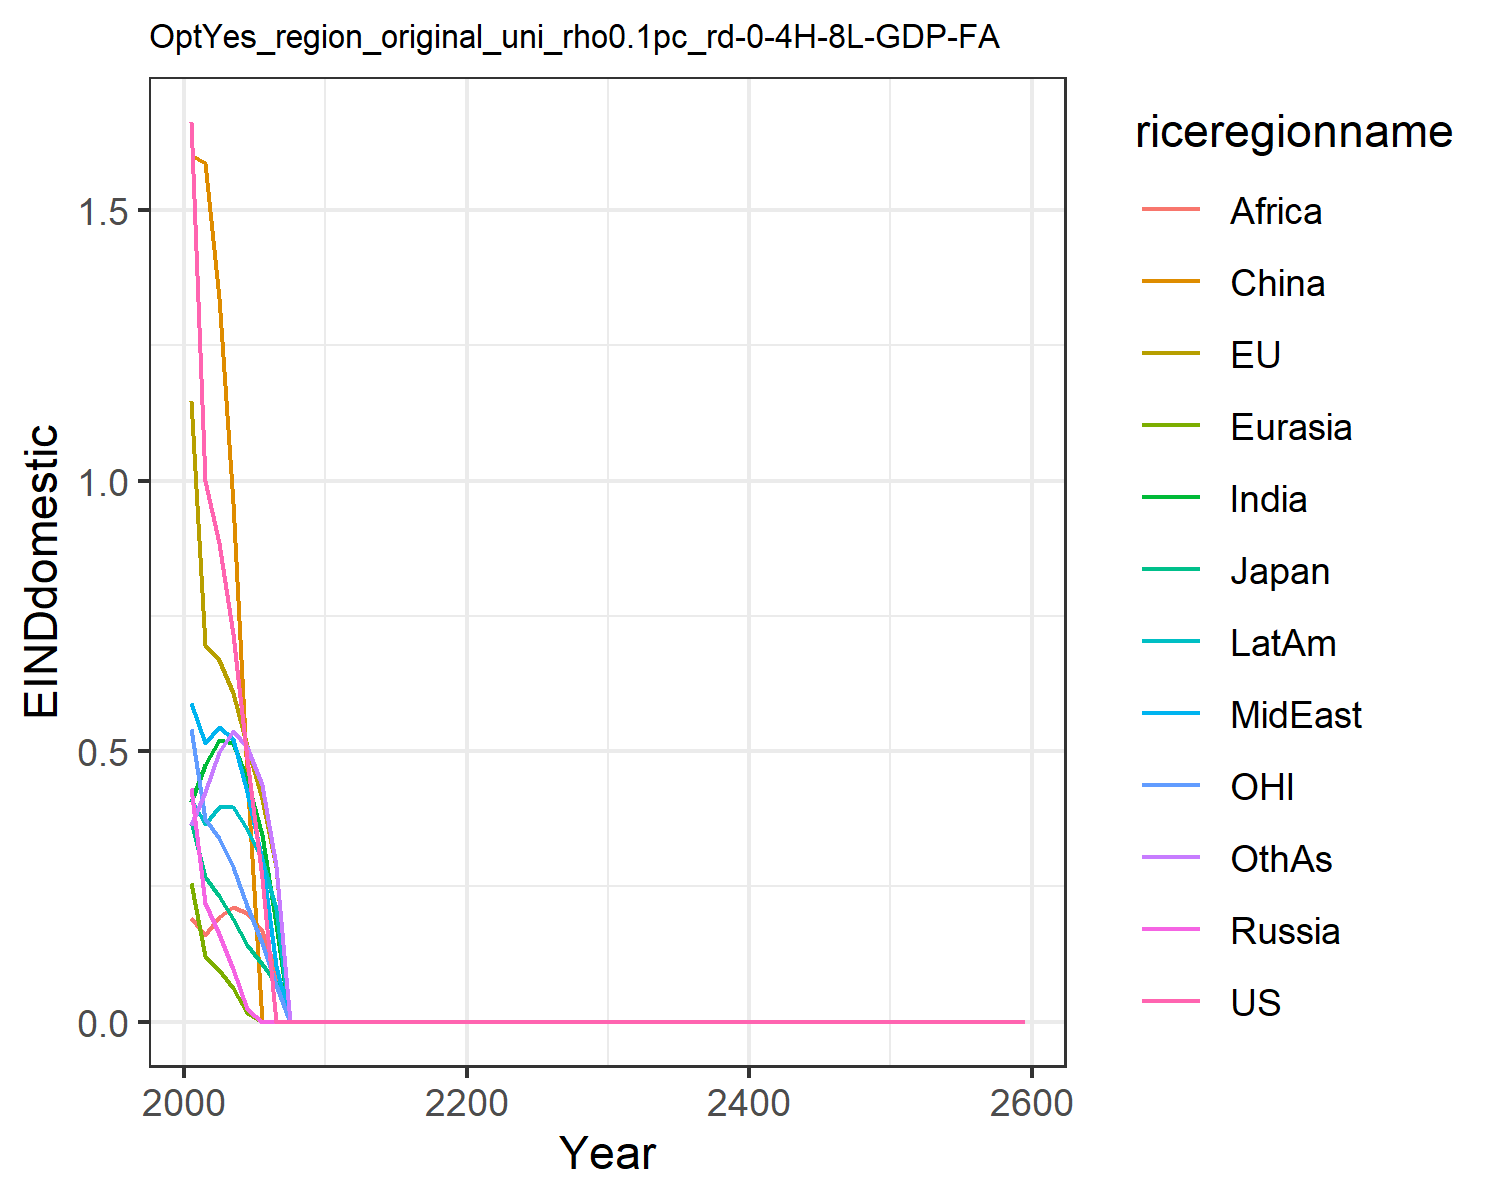 OptYes_region_original_uni_rho0.1pc_rd-0-4H-8L-GDP-FA
EINDdomestic
1.5
1.0
0.5
0.0
2000
2200
2400
2600
Year
riceregionname
Africa
China
EU
Eurasia
India
Japan
LatAm
MidEast
OHI
OthAs
Russia
US